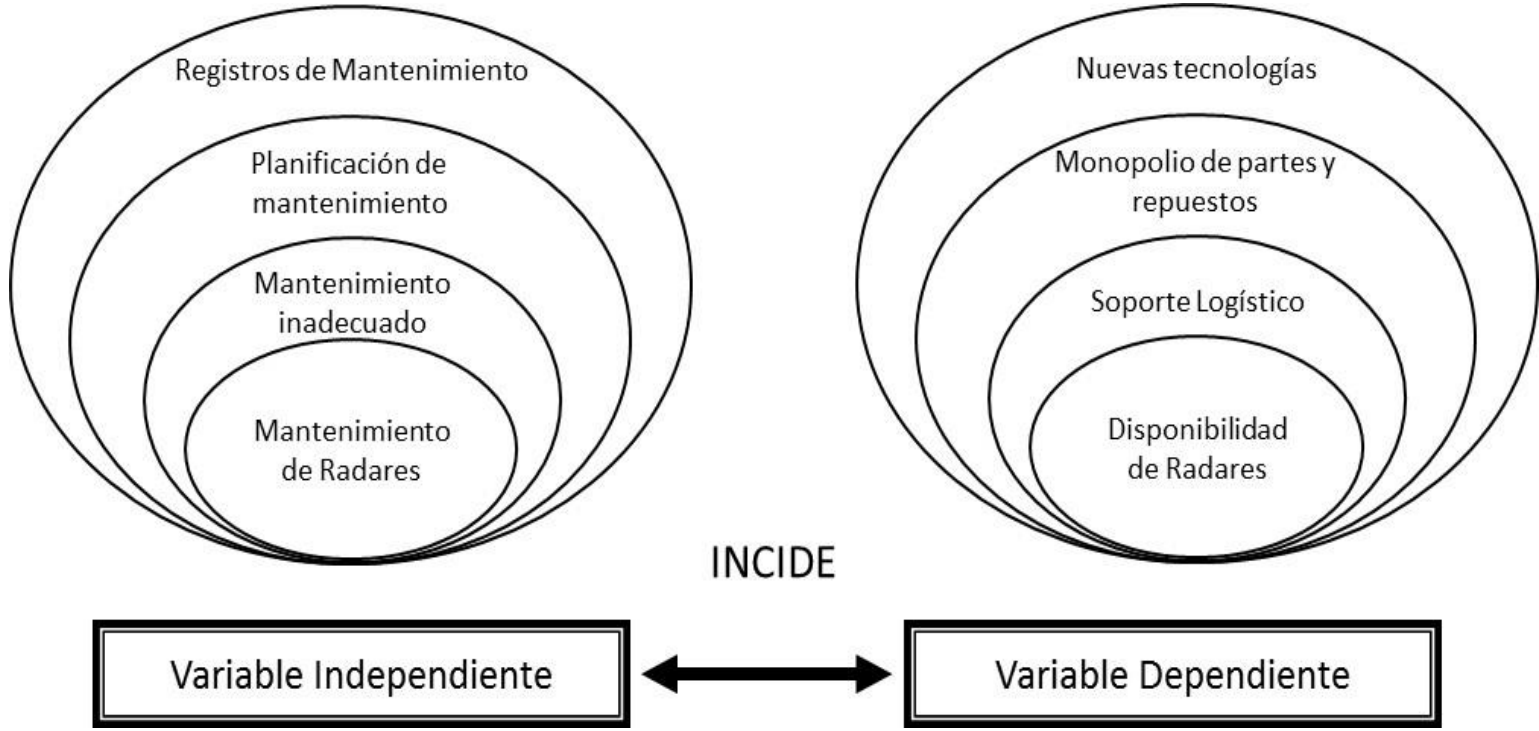 Registros de Mantenimiento
Planificación de
mantenimiento
Mantenimiento
inadecuado
Mantenimiento
de Radares
Nuevas tecnologías
Monopolio de partes y
repuestos
Soporte Logístico
Disponibilidad
de Radares
INCIDE
Variable Independiente
Variable Dependiente